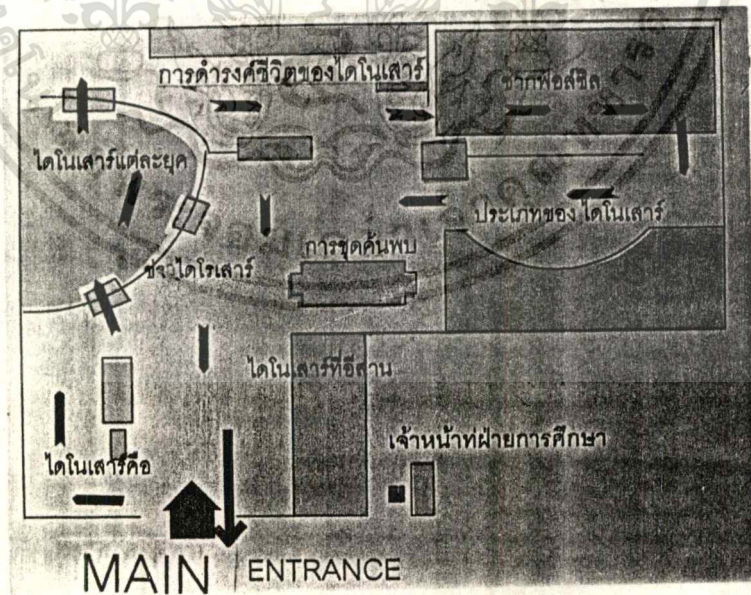 การดำรงค์ชีวิตของไดโนเสาร์
ซากฟอสซิล
ไดโนเสาร์แต่ละยุค
ประเภทของ ไดโนเสาร์
การขุดค้นพบ
ไดโรเสาร์
ไดโนเสาร์ที่อีสาน
เจ้าหน้าที่ฝ่ายการศึกษา
ไดโนเสาร์คือ
MAIN ENTRANCE